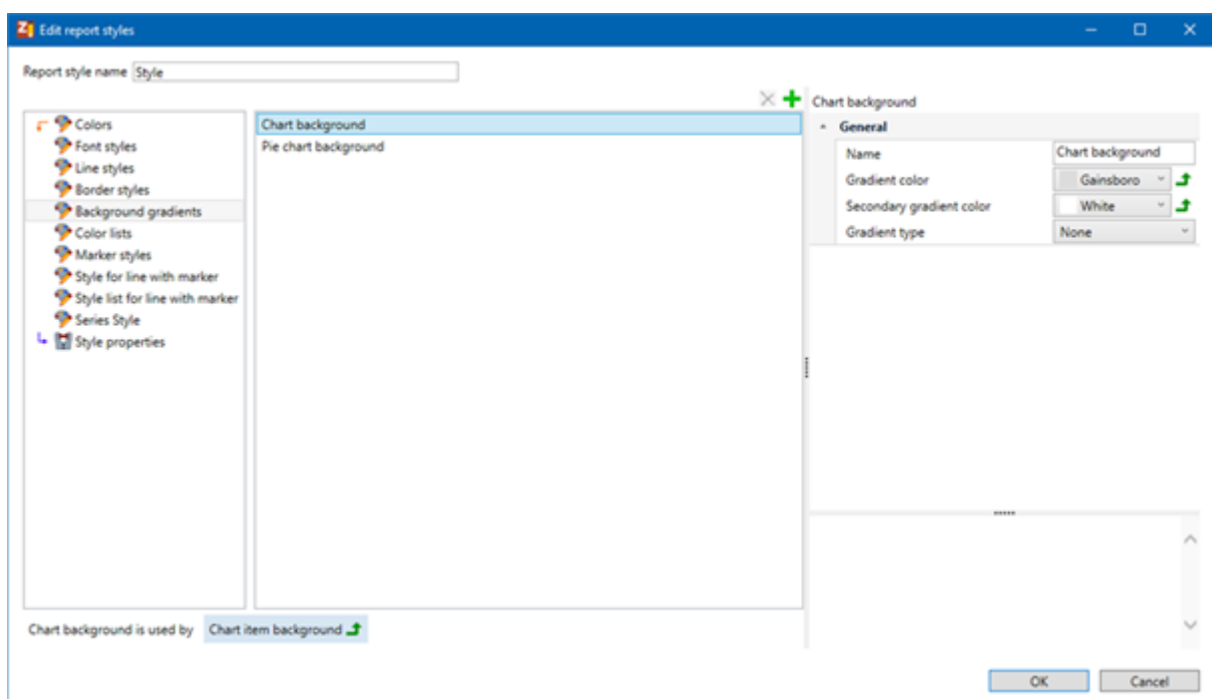 Edit report styles
Report style name Style
Colors
Font styles
Line styles
Border styles
Background gradients
Color lists
Marker styles
Style for line with marker
Style list for line with marker
Series Style
Style properties
Chart background
Pie chart background
Chart background
General
Name Chart background
Gradient color Gainsboro
Secondary gradient color White
Gradient type None
Chart background is used by Chart item background
OK Cancel